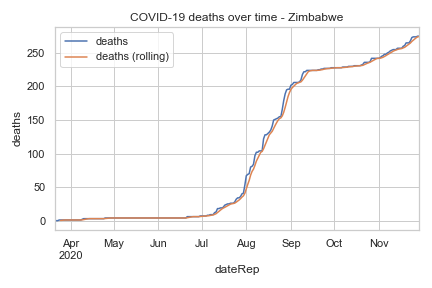 COVID-19 deaths over time - Zimbabwe
deaths
deaths (rolling)
deaths
250
200
150
100
50
0
Apr May Jun Jul Aug Sep Oct Nov
2020
dateRep